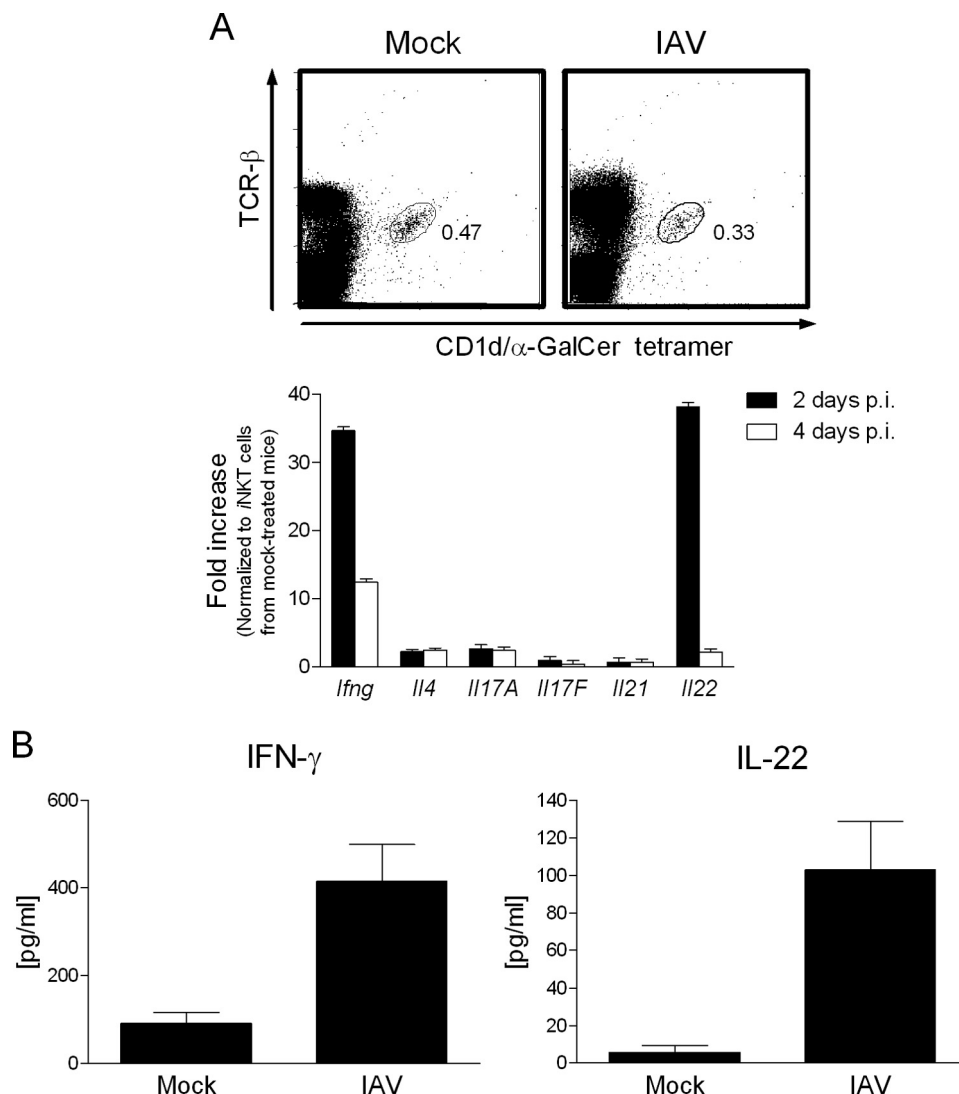 A
Mock IAV
TCR-β
0.47
0.33
CD1d/α-GalCer tetramer
Fold increase
(Normalized to iNKT cells
from mock-treated mice)
40
30
20
10
0
2 days p.i.
4 days p.i.
Ifng Il4 Il17A Il17F Il21 Il22
B
IFN-γ
[pg/ml]
600
400
200
0
Mock IAV
IL-22
[pg/ml]
140
120
100
80
60
40
20
0
Mock IAV